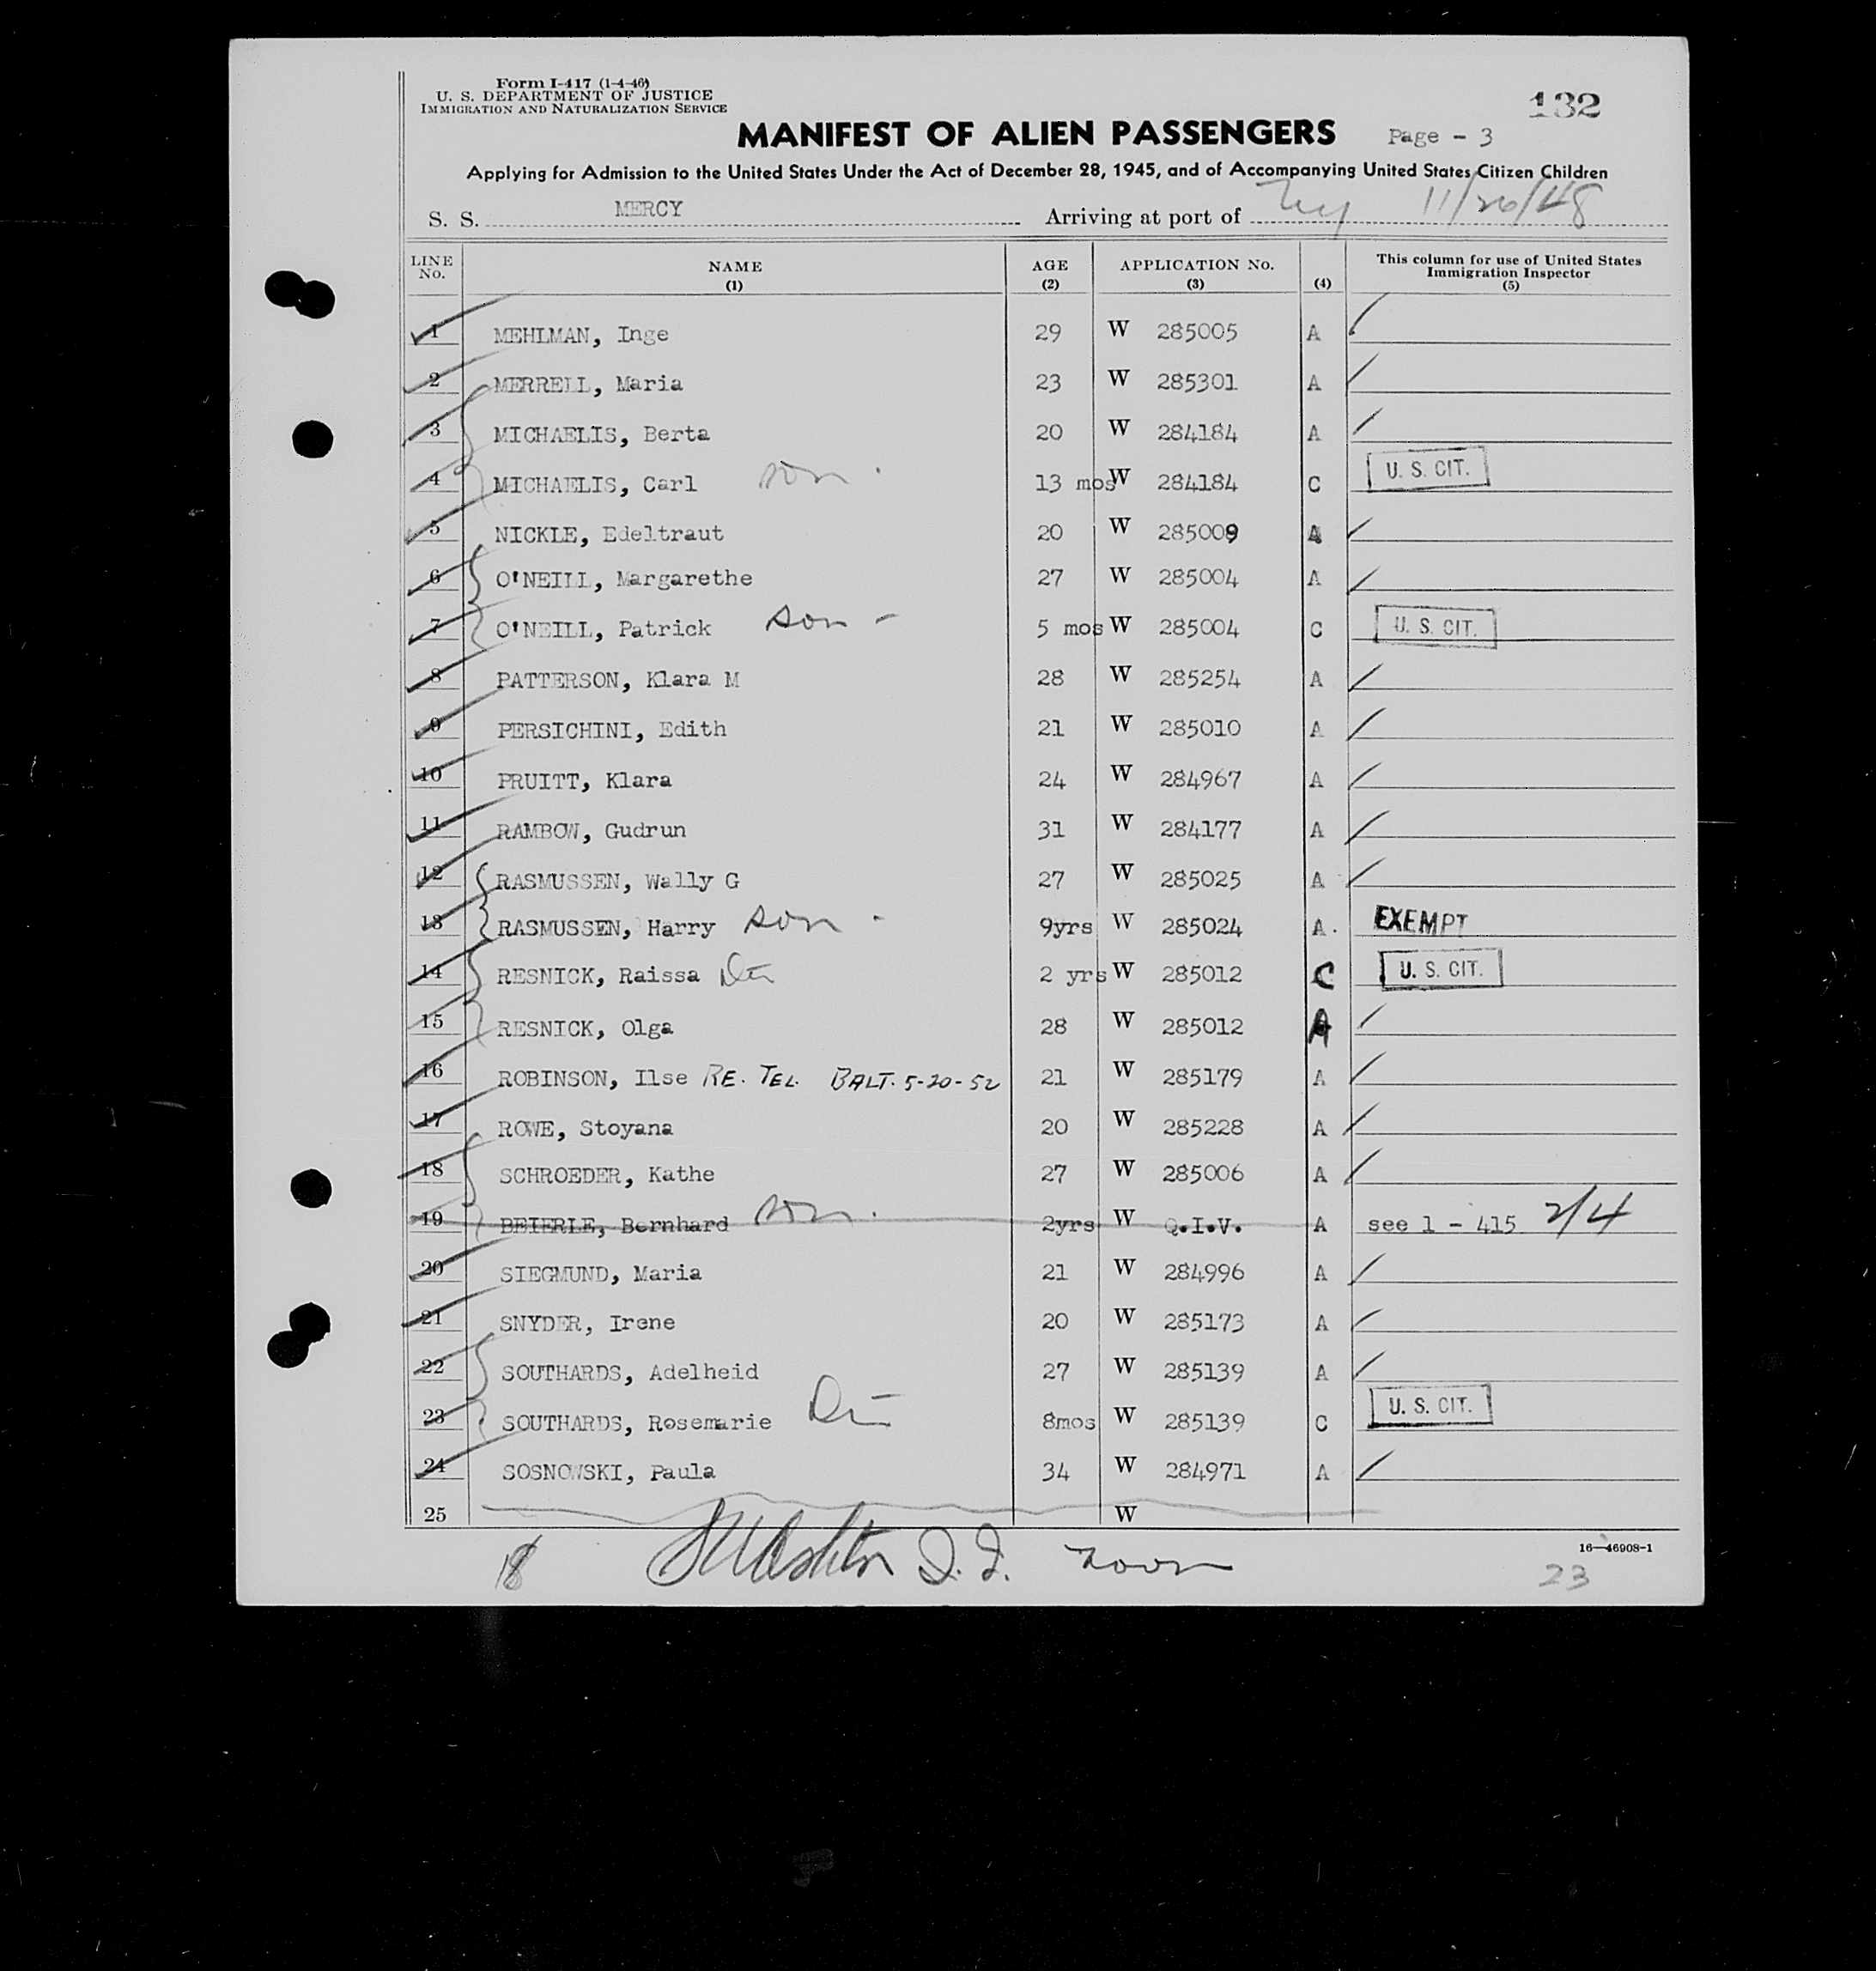 Form I-417 (1-4-46)
U. S. DEPARTMENT OF JUSTICE
IMMIGRATION AND NATURALIZATION SERVICE
132
MANIFEST OF ALIEN PASSENGERS Page - 3
Applying for Admission to the United States Under the Act of December 28, 1945, and of Accompanying United States Citizen Children
S. S. MERCY Arriving at port of NY 11/26/48
LINE No. NAME (1) AGE (2) APPLICATION No. (3) (4) This column for use of United States Immigration Inspector (5)
1 MEHLMAN, Inge 29 W 285005 A
2 MERRELL, Maria 23 W 285301 A
3 MICHAELIS, Berta 20 W 284184 A
4 MICHAELIS, Carl son 13 mos W 284184 C U. S. CIT.
5 NICKLE, Edeltraut 20 W 285009 A
6 O'NEILL, Margarethe 27 W 285004 A
7 O'NEILL, Patrick son - 5 mos W 285004 C U. S. CIT.
8 PATTERSON, Klara M 28 W 285254 A
9 PERSICHINI, Edith 21 W 285010 A
10 PRUITT, Klara 24 W 284967 A
11 RAMBOW, Gudrun 31 W 284177 A
12 RASMUSSEN, Wally G 27 W 285025 A
13 RASMUSSEN, Harry son - 9yrs W 285024 A. EXEMPT
14 RESNICK, Raissa 2 yrs W 285012 C U. S. CIT.
15 RESNICK, Olga 28 W 285012 A
16 ROBINSON, Ilse RE. TEL. BALT. 5-20-52 21 W 285179 A
17 ROWE, Stoyana 20 W 285228 A
18 SCHROEDER, Kathe 27 W 285006 A
19 BEIERLE, Bernhard son. 2yrs W Q.I.V. A see 1 - 415 2/4
20 SIEGMUND, Maria 21 W 284996 A
21 SNYDER, Irene 20 W 285173 A
22 SOUTHARDS, Adelheid 27 W 285139 A
23 SOUTHARDS, Rosemarie 8mos W 285139 C U. S. CIT.
24 SOSNOWSKI, Paula 34 W 284971 A
25 W
16—46908-1
18 23